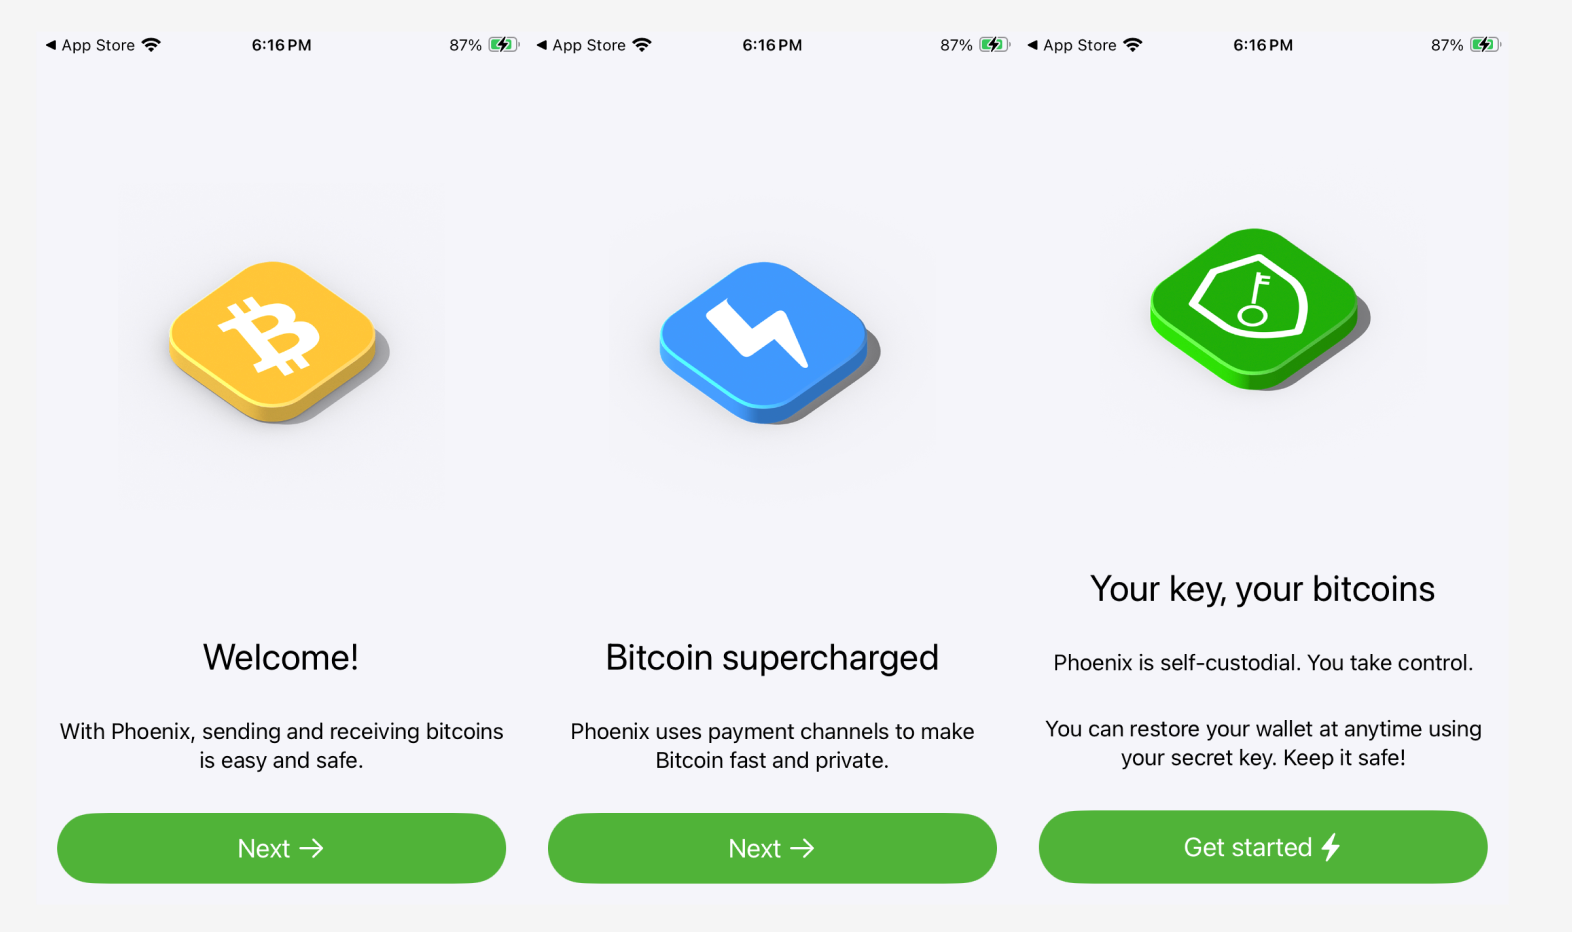 App Store
6:16 PM
87%
Welcome!
With Phoenix, sending and receiving bitcoins
is easy and safe.
Next →
App Store
6:16 PM
87%
Bitcoin supercharged
Phoenix uses payment channels to make
Bitcoin fast and private.
Next →
App Store
6:16 PM
87%
Your key, your bitcoins
Phoenix is self-custodial. You take control.
You can restore your wallet at anytime using
your secret key. Keep it safe!
Get started